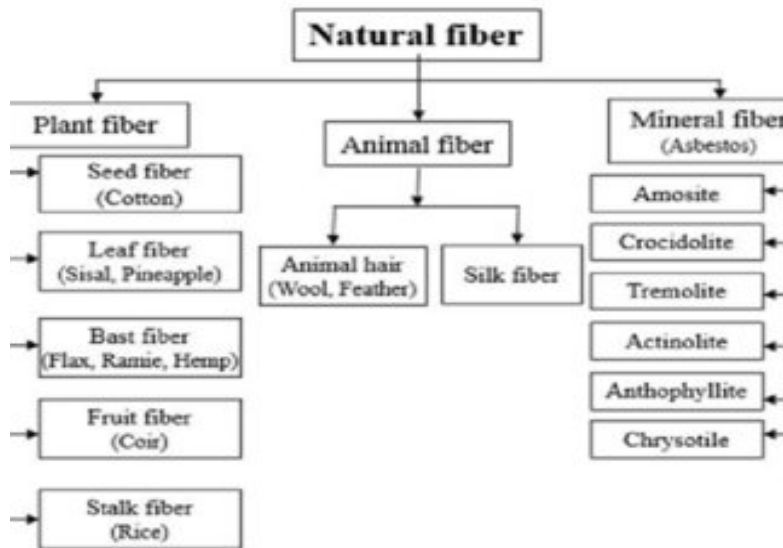 Natural fiber
Plant fiber
Seed fiber
(Cotton)
Leaf fiber
(Sisal, Pineapple)
Bast fiber
(Flax, Ramie, Hemp)
Fruit fiber
(Coir)
Stalk fiber
(Rice)
Animal fiber
Animal hair
(Wool, Feather)
Silk fiber
Mineral fiber
(Asbestos)
Amosite
Crocidolite
Tremolite
Actinolite
Anthophyllite
Chrysotile